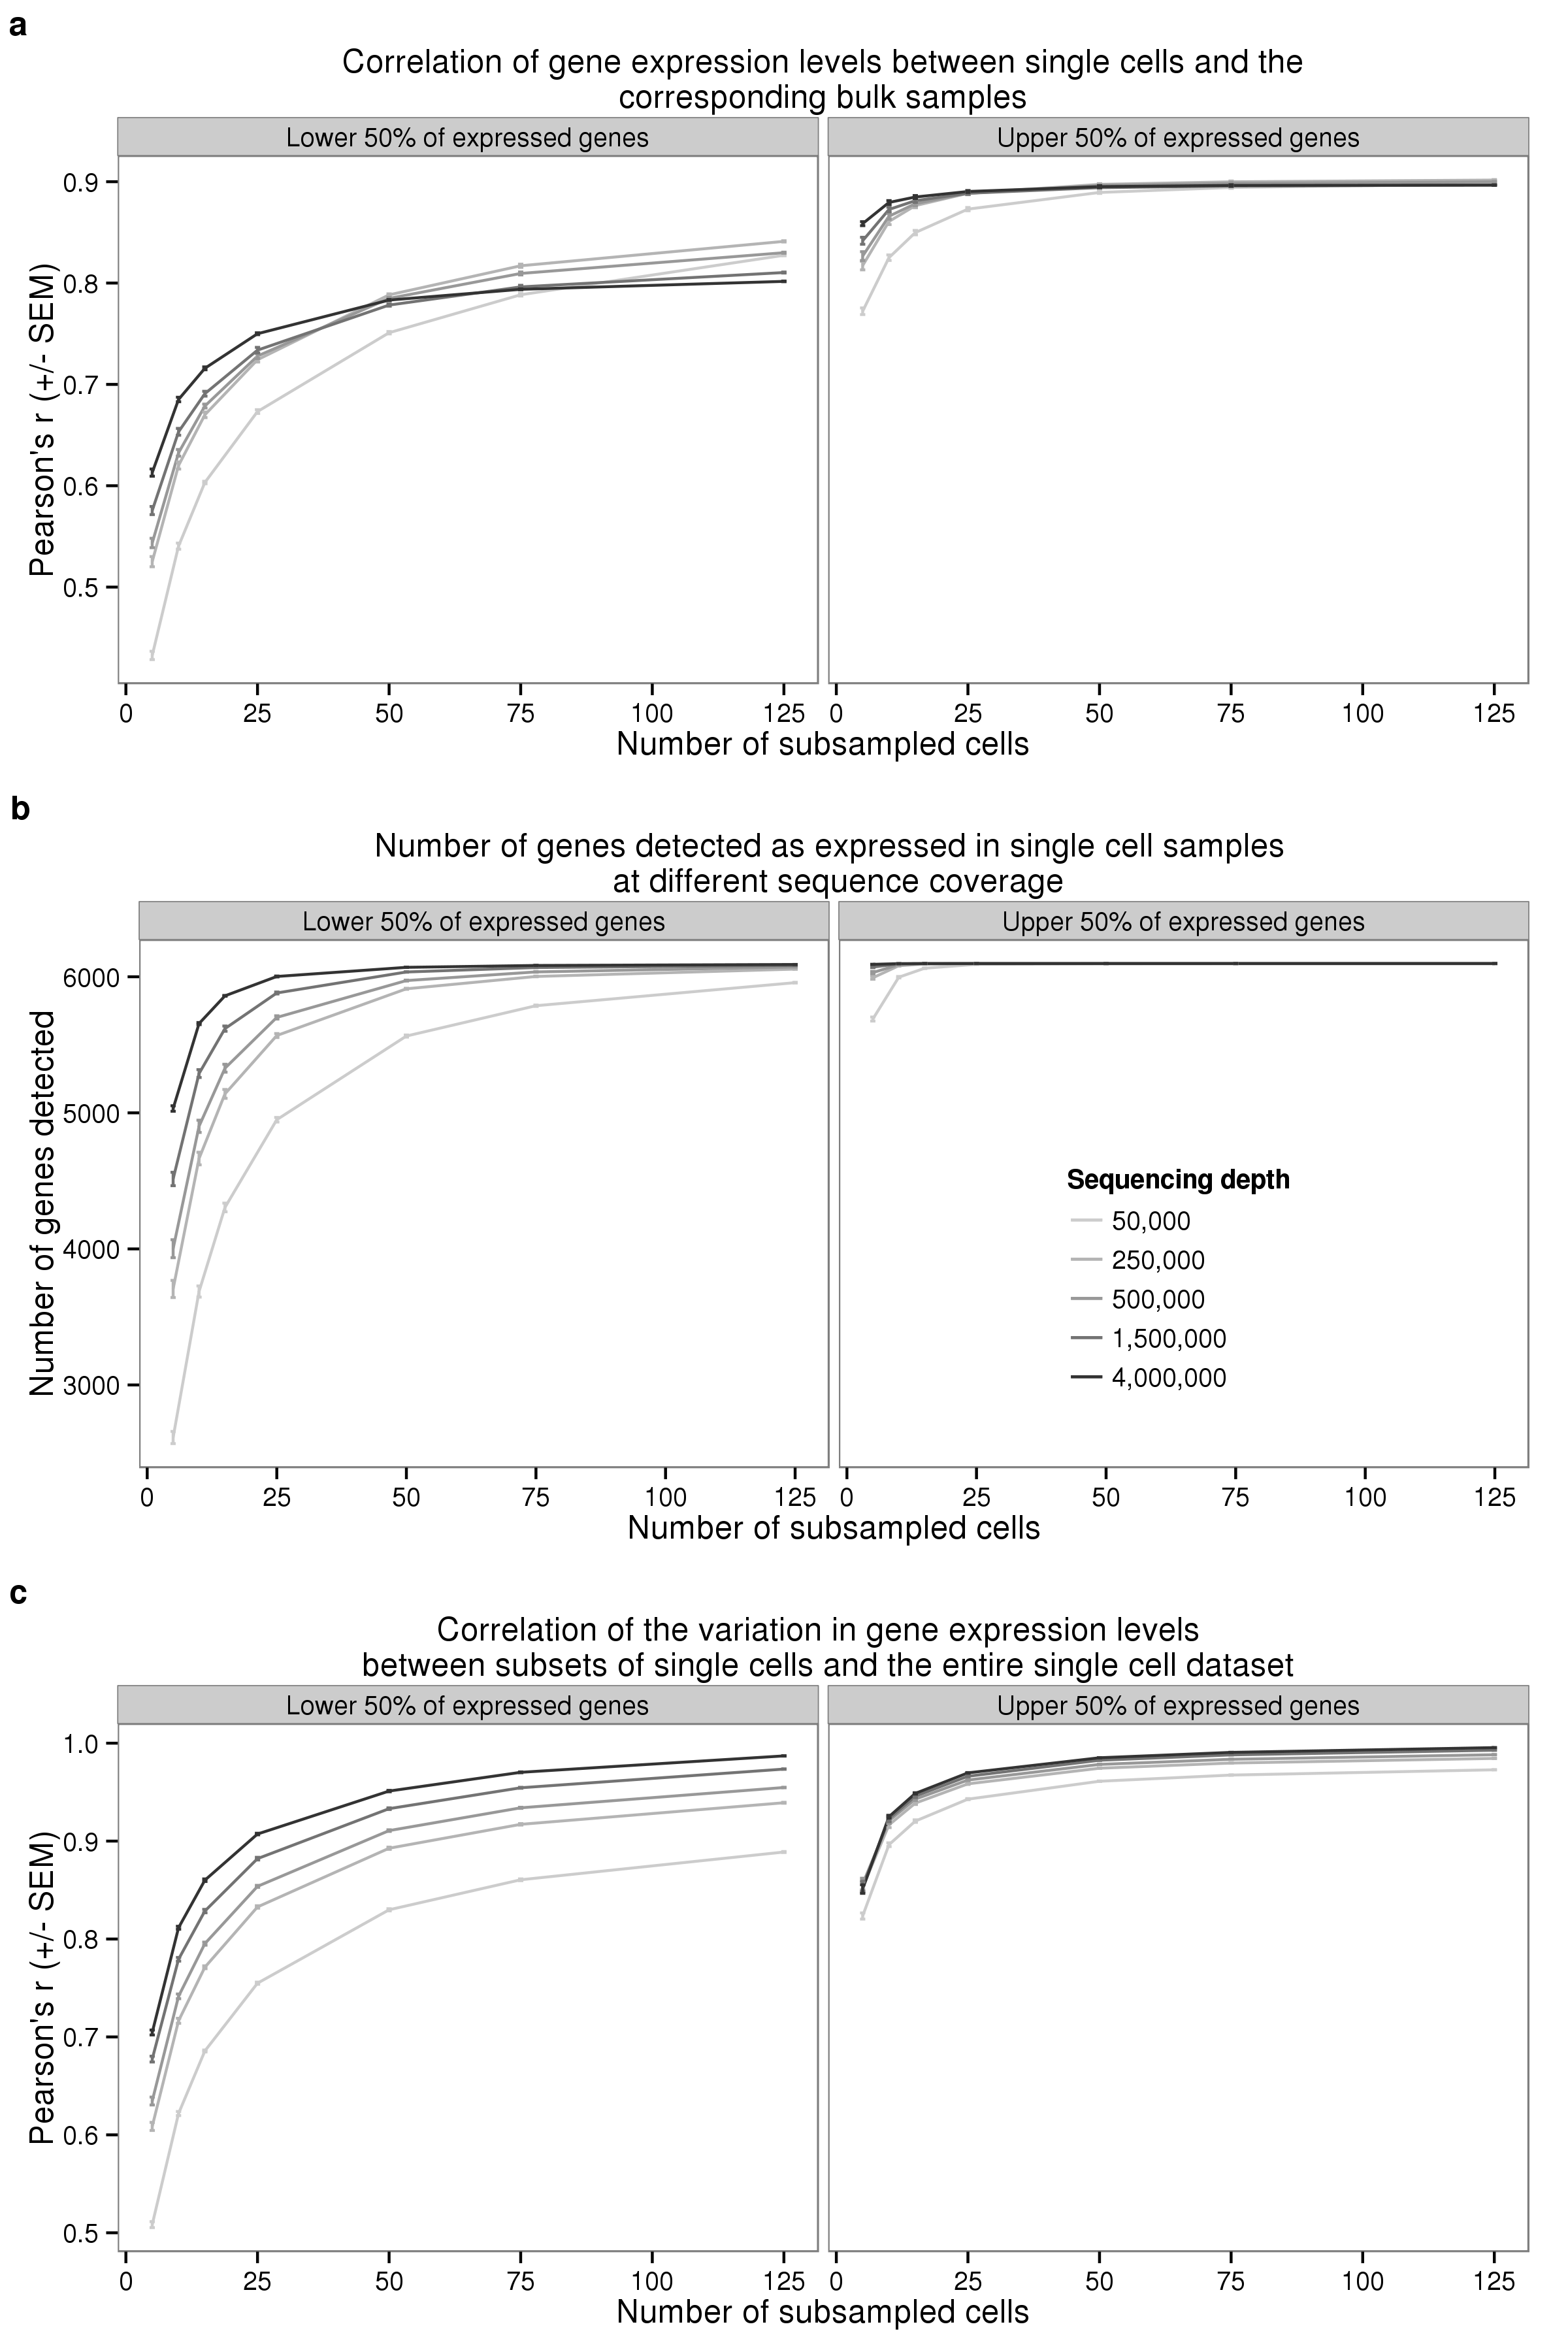 a
Correlation of gene expression levels between single cells and the
corresponding bulk samples
Lower 50% of expressed genes
Upper 50% of expressed genes
Pearson's r (+/- SEM)
0.9
0.8
0.7
0.6
0.5
0 25 50 75 100 125
0 25 50 75 100 125
Number of subsampled cells
b
Number of genes detected as expressed in single cell samples
at different sequence coverage
Lower 50% of expressed genes
Upper 50% of expressed genes
Number of genes detected
6000
5000
4000
3000
Sequencing depth
50,000
250,000
500,000
1,500,000
4,000,000
0 25 50 75 100 125
0 25 50 75 100 125
Number of subsampled cells
c
Correlation of the variation in gene expression levels
between subsets of single cells and the entire single cell dataset
Lower 50% of expressed genes
Upper 50% of expressed genes
Pearson's r (+/- SEM)
1.0
0.9
0.8
0.7
0.6
0.5
0 25 50 75 100 125
0 25 50 75 100 125
Number of subsampled cells